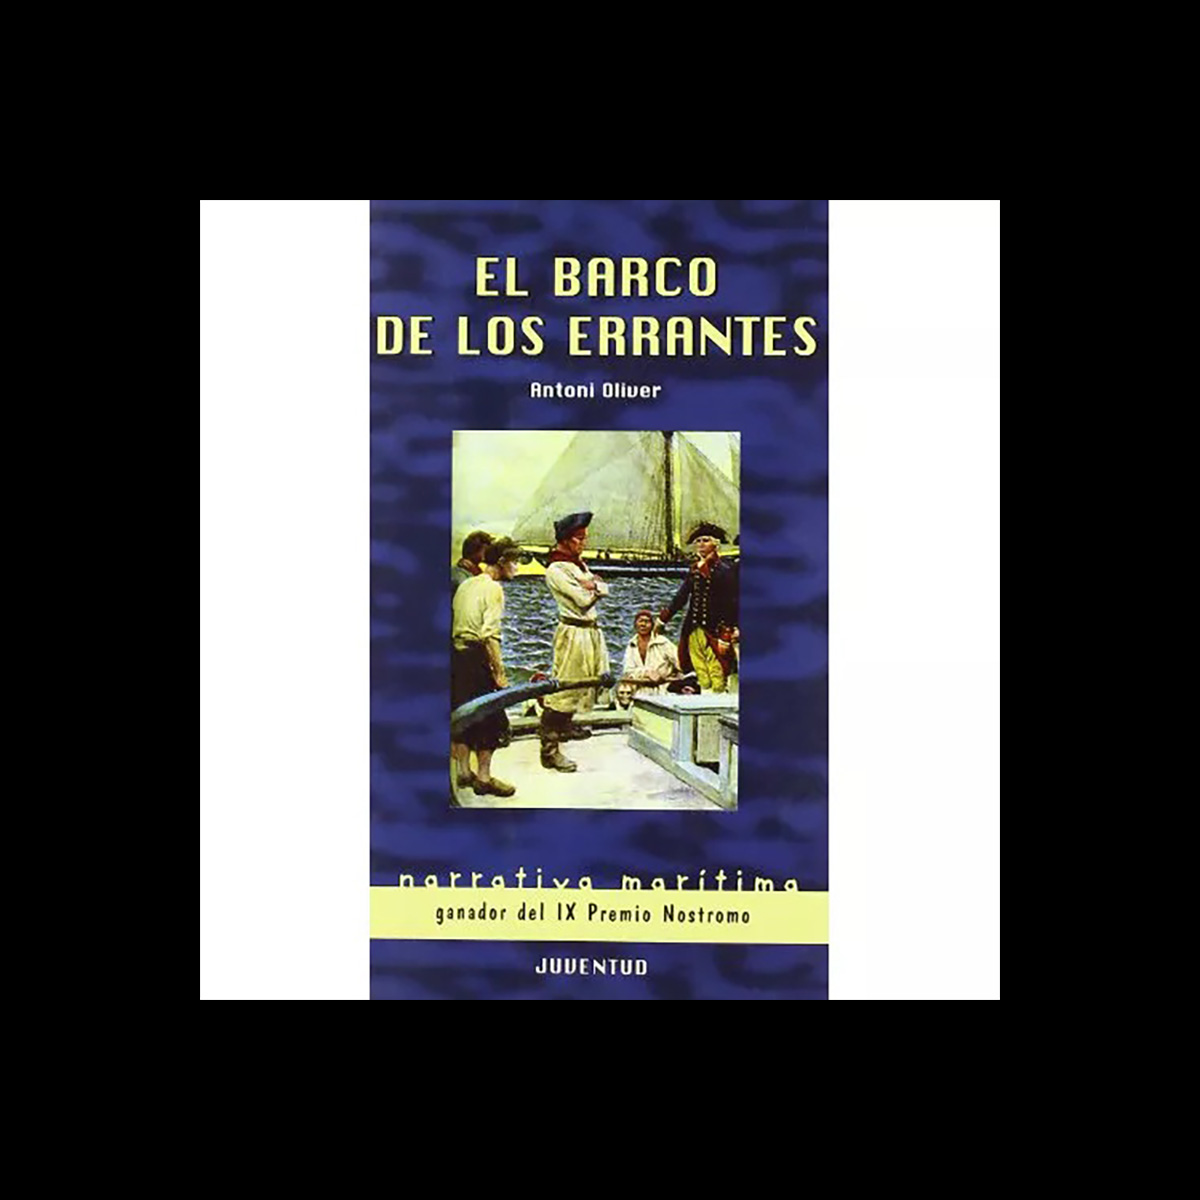 EL BARCO
DE LOS ERRANTES
Antoni Oliver
narrativa marítima
ganador del IX Premio Nostromo
JUVENTUD